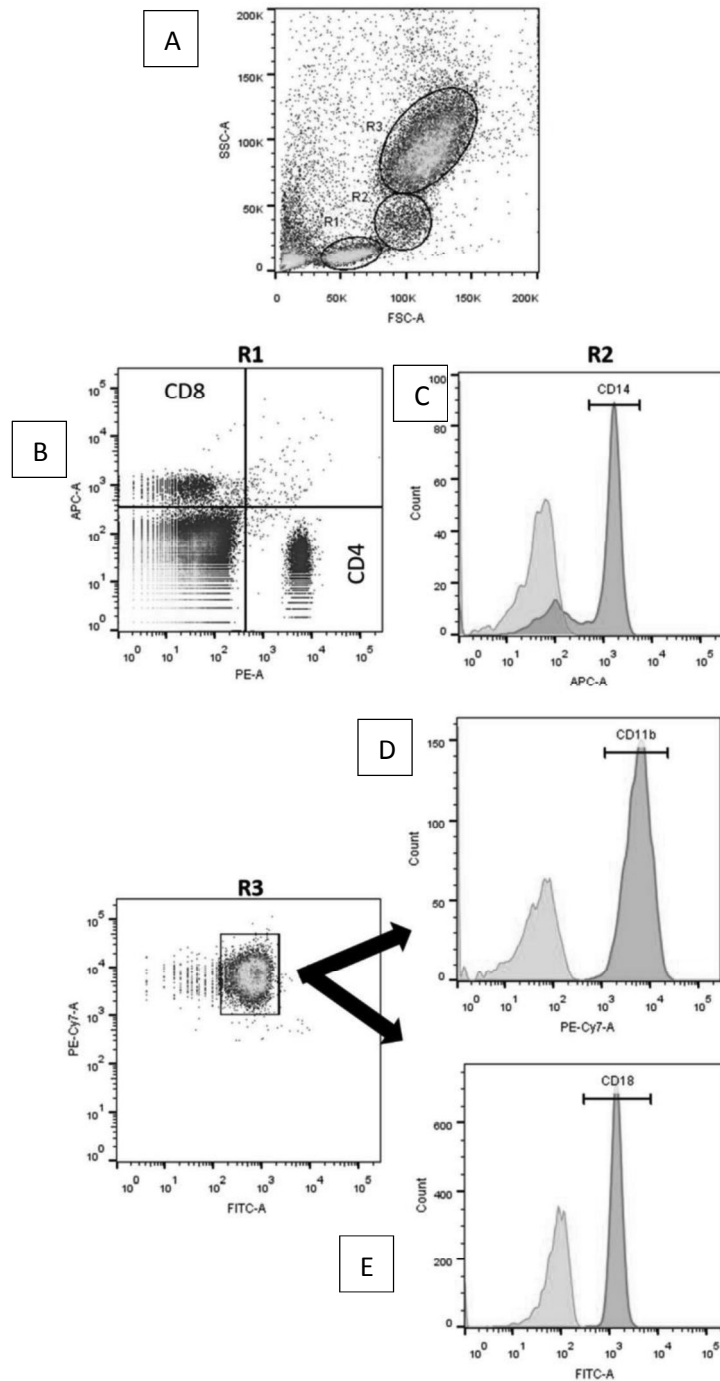 A
200K
150K
100K
50K
0
SSC-A
R3
R2
R1
0 50K 100K 150K 200K
FSC-A
R1
B
10^5
10^4
10^3
10^2
10^1
10^0
APC-A
CD8
CD4
10^0 10^1 10^2 10^3 10^4 10^5
PE-A
R2
C
100
80
60
40
20
0
Count
CD14
10^0 10^1 10^2 10^3 10^4 10^5
APC-A
D
150
100
50
0
Count
CD11b
10^0 10^1 10^2 10^3 10^4 10^5
PE-Cy7-A
R3
10^5
10^4
10^3
10^2
10^1
10^0
PE-Cy7-A
10^0 10^1 10^2 10^3 10^4 10^5
FITC-A
E
600
400
200
0
Count
CD18
10^0 10^1 10^2 10^3 10^4 10^5
FITC-A